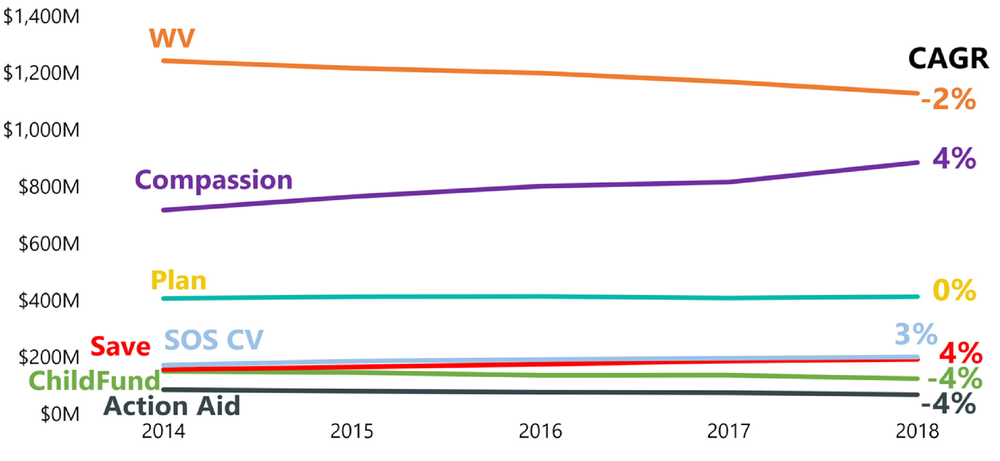 $1,400M
WV
CAGR
$1,200M
-2%
$1,000M
4%
Compassion
$800M
$600M
Plan
0%
$400M
3%
SOS CV
Save
4%
$200M
ChildFund
-4%
Action Aid
-4%
$0M
2014 2015 2016 2017 2018